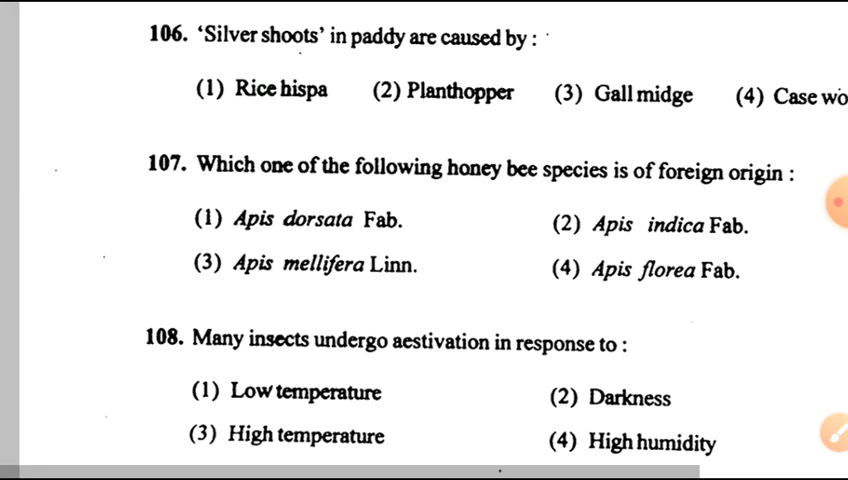 106. ‘Silver shoots’ in paddy are caused by :
(1) Rice hispa (2) Planthopper (3) Gall midge (4) Case wo
107. Which one of the following honey bee species is of foreign origin :
(1) Apis dorsata Fab. (2) Apis indica Fab.
(3) Apis mellifera Linn. (4) Apis florea Fab.
108. Many insects undergo aestivation in response to :
(1) Low temperature (2) Darkness
(3) High temperature (4) High humidity